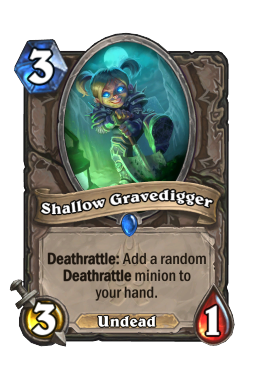 3
Shallow Gravedigger
Deathrattle: Add a random
Deathrattle minion to
your hand.
3
Undead
1